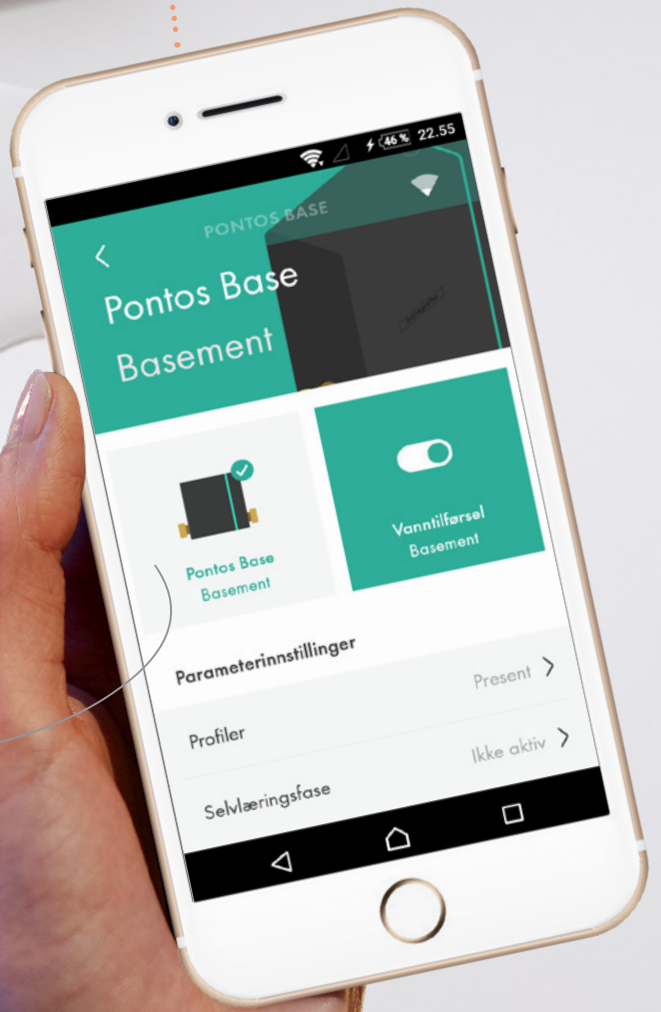 46 % 22.55
PONTOS BASE
Pontos Base
Basement
Pontos Base
Basement
Vanntilførsel
Basement
Parameterinnstillinger
Profiler
Present
Selvlæringsfase
Ikke aktiv